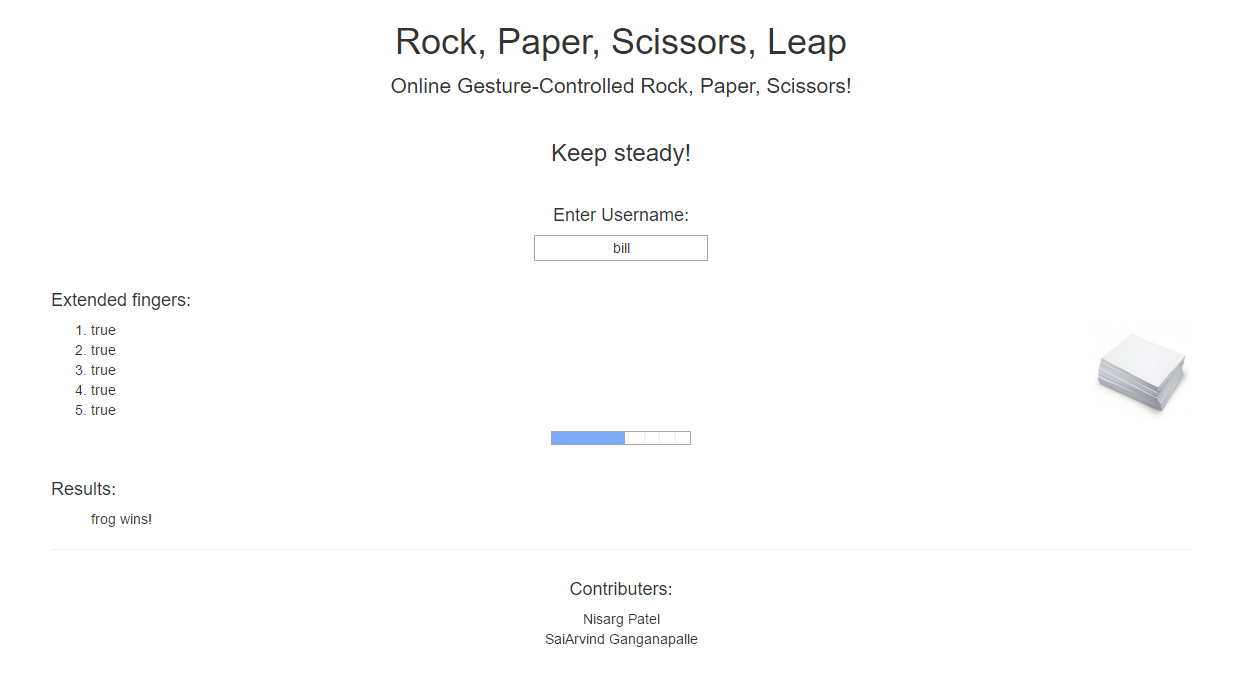 Rock, Paper, Scissors, Leap
Online Gesture-Controlled Rock, Paper, Scissors!
Keep steady!
Enter Username:
bill
Extended fingers:
1. true
2. true
3. true
4. true
5. true
Results:
frog wins!
Contributers:
Nisarg Patel
SaiArvind Ganganapalle